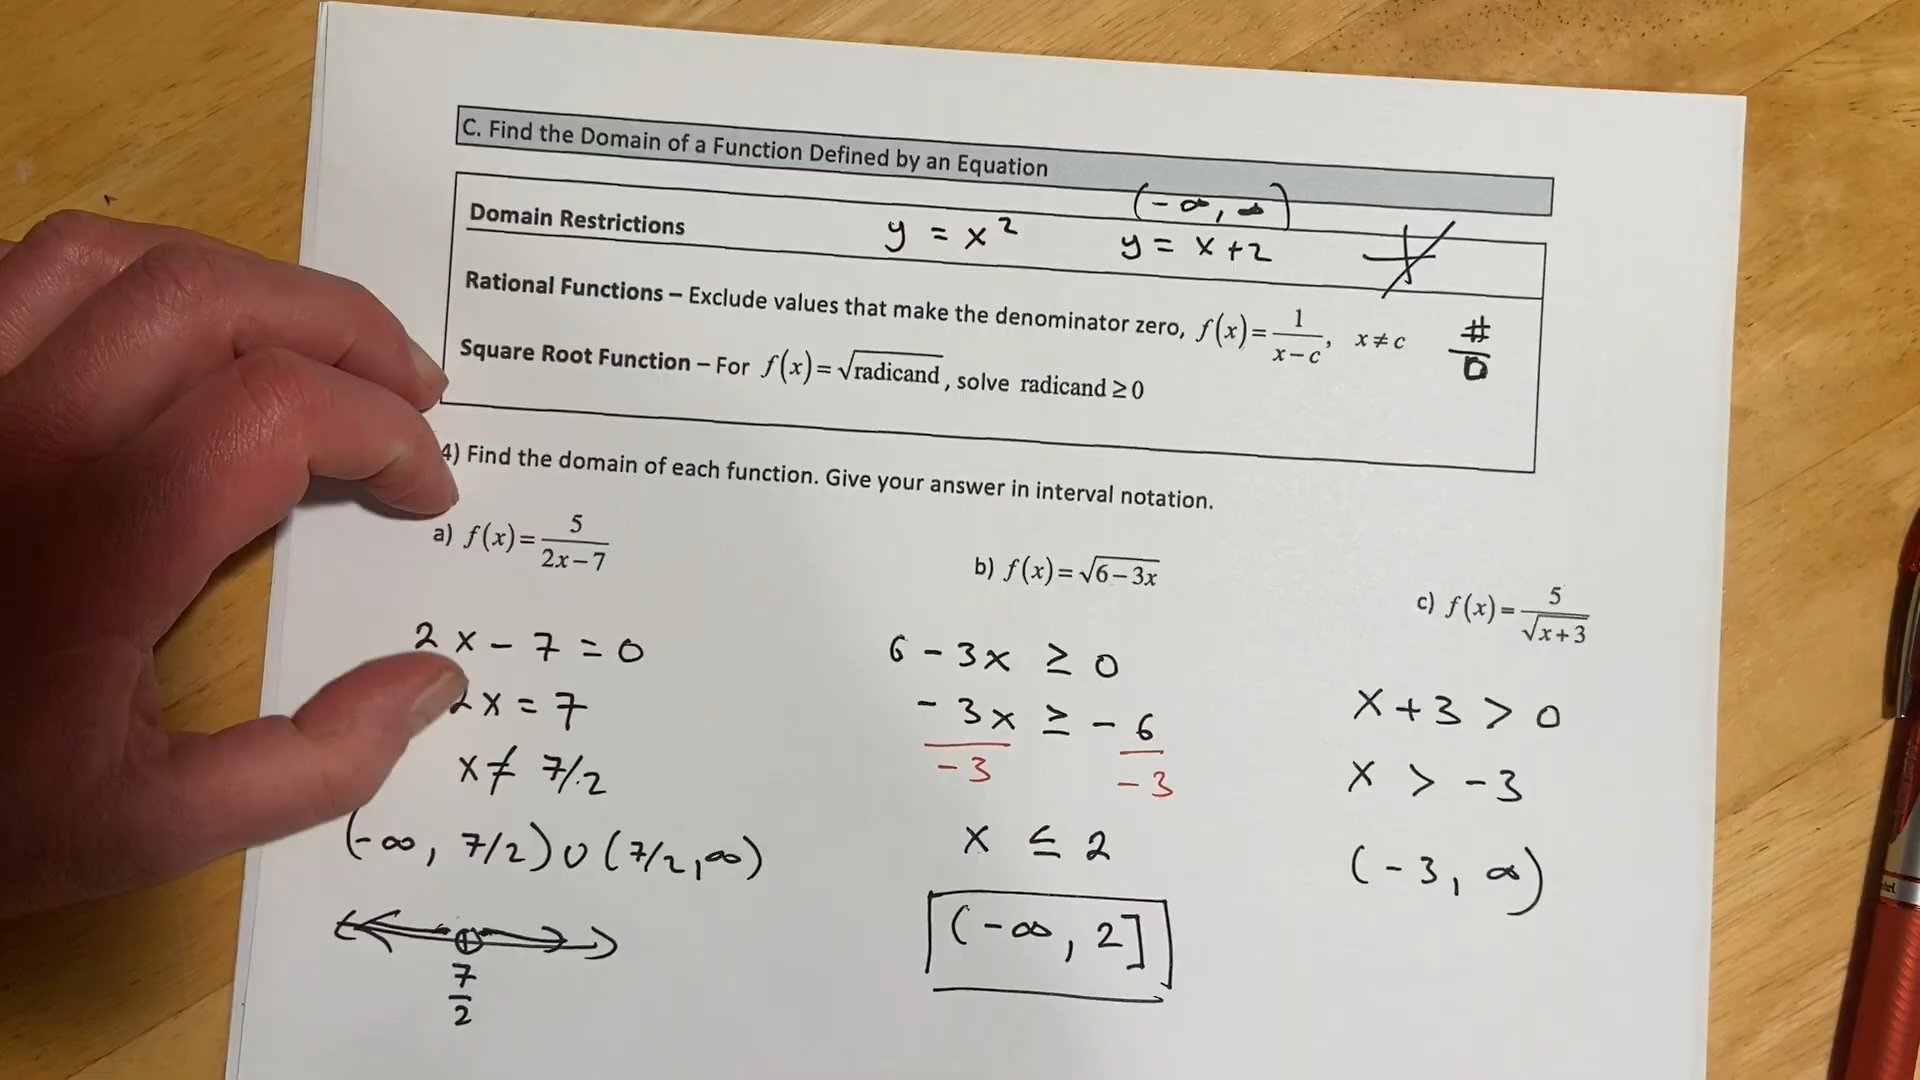 C. Find the Domain of a Function Defined by an Equation
(-∞, ∞)
Domain Restrictions
y = x²
y = x+2
Rational Functions – Exclude values that make the denominator zero, f(x)=1/(x−c), x≠c
#/0
Square Root Function – For f(x)=√radicand, solve radicand ≥ 0
4) Find the domain of each function. Give your answer in interval notation.
a) f(x)=5/(2x−7)
2x - 7 = 0
2x = 7
x ≠ 7/2
(-∞, 7/2) ∪ (7/2, ∞)
7/2
b) f(x)=√(6−3x)
6 - 3x ≥ 0
-3x ≥ -6
-3 -3
x ≤ 2
(-∞, 2]
c) f(x)=5/√(x+3)
x+3 > 0
x > -3
(-3, ∞)